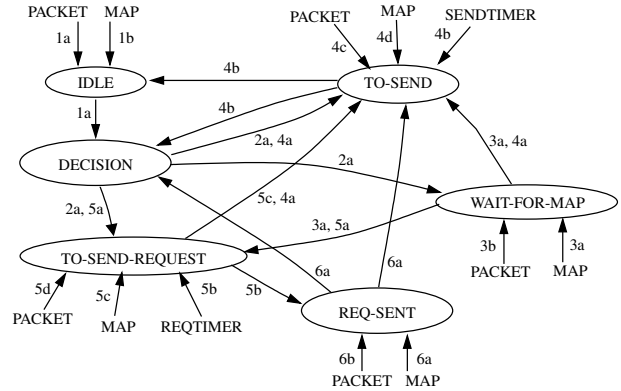 PACKET MAP
1a 1b
IDLE
1a
PACKET MAP SENDTIMER
4c 4d 4b
TO-SEND
4b
4b
2a, 4a
DECISION
2a
3a, 4a
2a, 5a
5c, 4a
WAIT-FOR-MAP
3a, 5a
3b 3a
PACKET MAP
TO-SEND-REQUEST
6a
6a
5b
5d 5c 5b
PACKET MAP REQTIMER
REQ-SENT
6b 6a
PACKET MAP